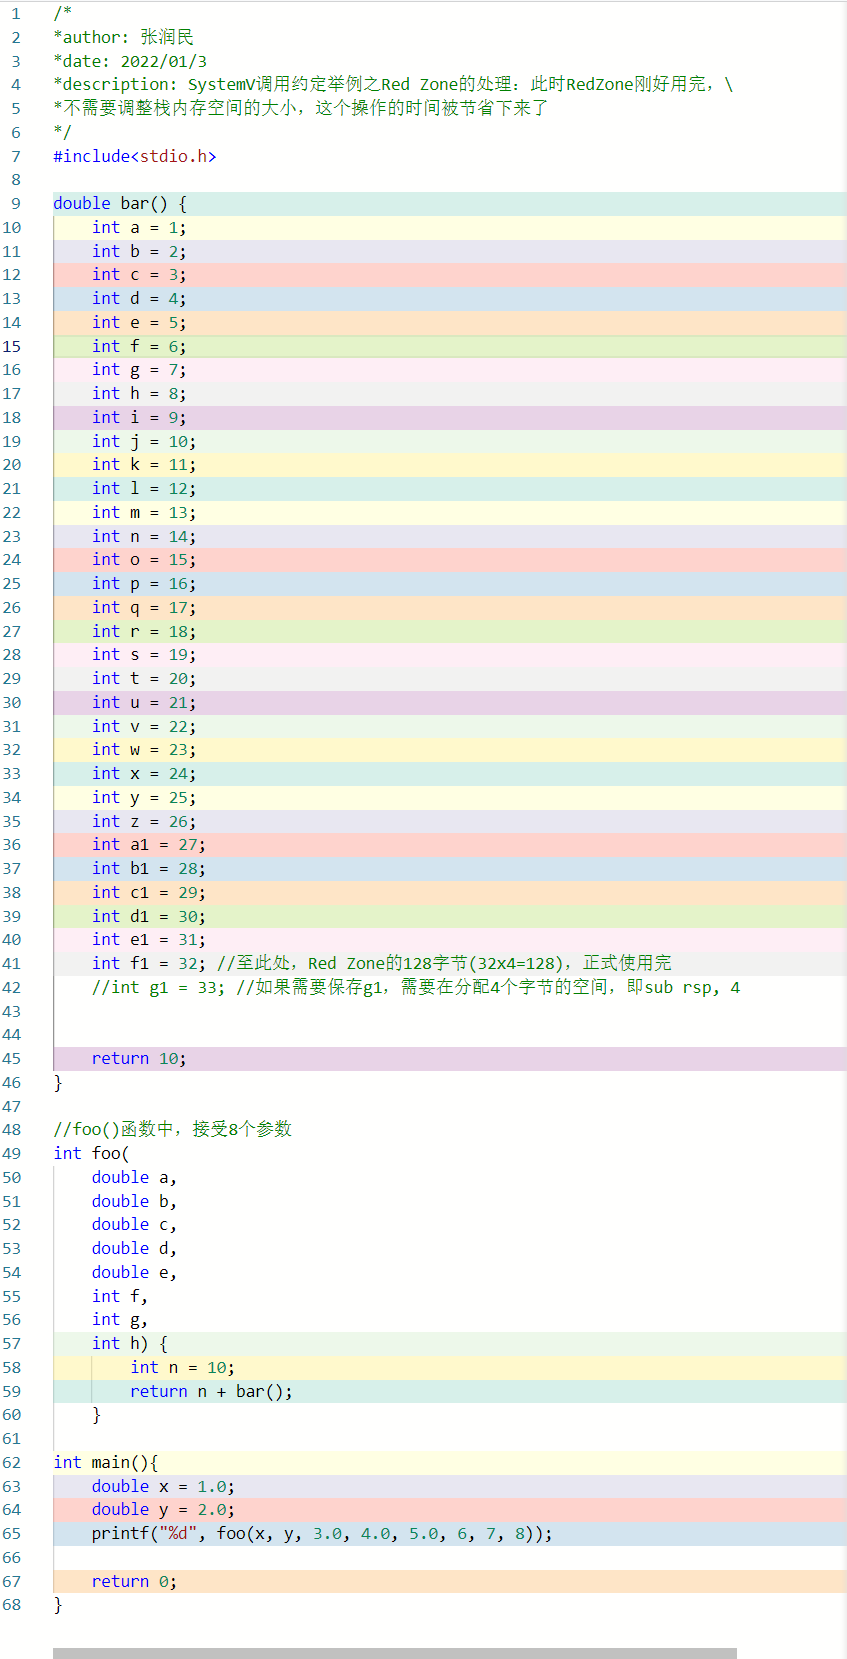 1 /*
2 *author: 张润民
3 *date: 2022/01/3
4 *description: SystemV调用约定举例之Red Zone的处理：此时RedZone刚好用完，\
5 *不需要调整栈内存空间的大小，这个操作的时间被节省下来了
6 */
7 #include<stdio.h>
8
9 double bar() {
10 int a = 1;
11 int b = 2;
12 int c = 3;
13 int d = 4;
14 int e = 5;
15 int f = 6;
16 int g = 7;
17 int h = 8;
18 int i = 9;
19 int j = 10;
20 int k = 11;
21 int l = 12;
22 int m = 13;
23 int n = 14;
24 int o = 15;
25 int p = 16;
26 int q = 17;
27 int r = 18;
28 int s = 19;
29 int t = 20;
30 int u = 21;
31 int v = 22;
32 int w = 23;
33 int x = 24;
34 int y = 25;
35 int z = 26;
36 int a1 = 27;
37 int b1 = 28;
38 int c1 = 29;
39 int d1 = 30;
40 int e1 = 31;
41 int f1 = 32; //至此处，Red Zone的128字节(32x4=128)，正式使用完
42 //int g1 = 33; //如果需要保存g1，需要在分配4个字节的空间，即sub rsp, 4
43
44
45 return 10;
46 }
47
48 //foo()函数中，接受8个参数
49 int foo(
50 double a,
51 double b,
52 double c,
53 double d,
54 double e,
55 int f,
56 int g,
57 int h) {
58 int n = 10;
59 return n + bar();
60 }
61
62 int main(){
63 double x = 1.0;
64 double y = 2.0;
65 printf("%d", foo(x, y, 3.0, 4.0, 5.0, 6, 7, 8));
66
67 return 0;
68 }